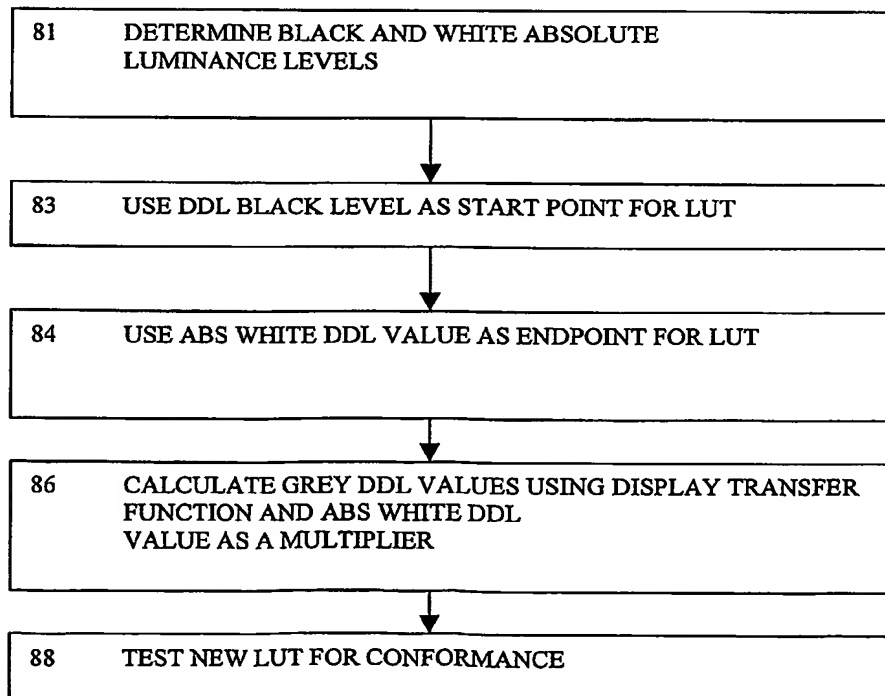 81 DETERMINE BLACK AND WHITE ABSOLUTE
LUMINANCE LEVELS
83 USE DDL BLACK LEVEL AS START POINT FOR LUT
84 USE ABS WHITE DDL VALUE AS ENDPOINT FOR LUT
86 CALCULATE GREY DDL VALUES USING DISPLAY TRANSFER
FUNCTION AND ABS WHITE DDL
VALUE AS A MULTIPLIER
88 TEST NEW LUT FOR CONFORMANCE